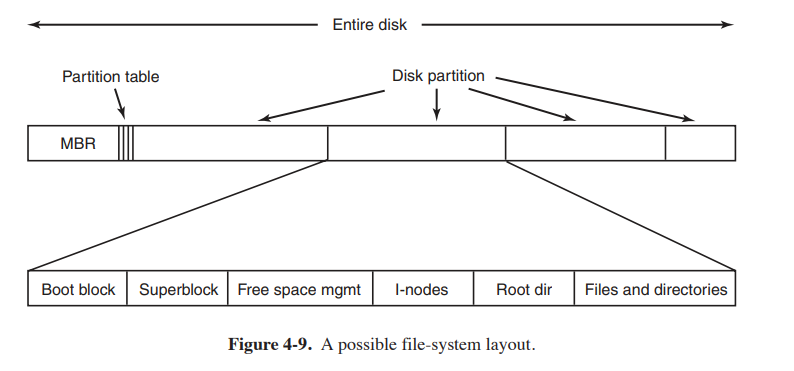 Entire disk
Partition table
Disk partition
MBR
Boot block
Superblock
Free space mgmt
I-nodes
Root dir
Files and directories
Figure 4-9. A possible file-system layout.